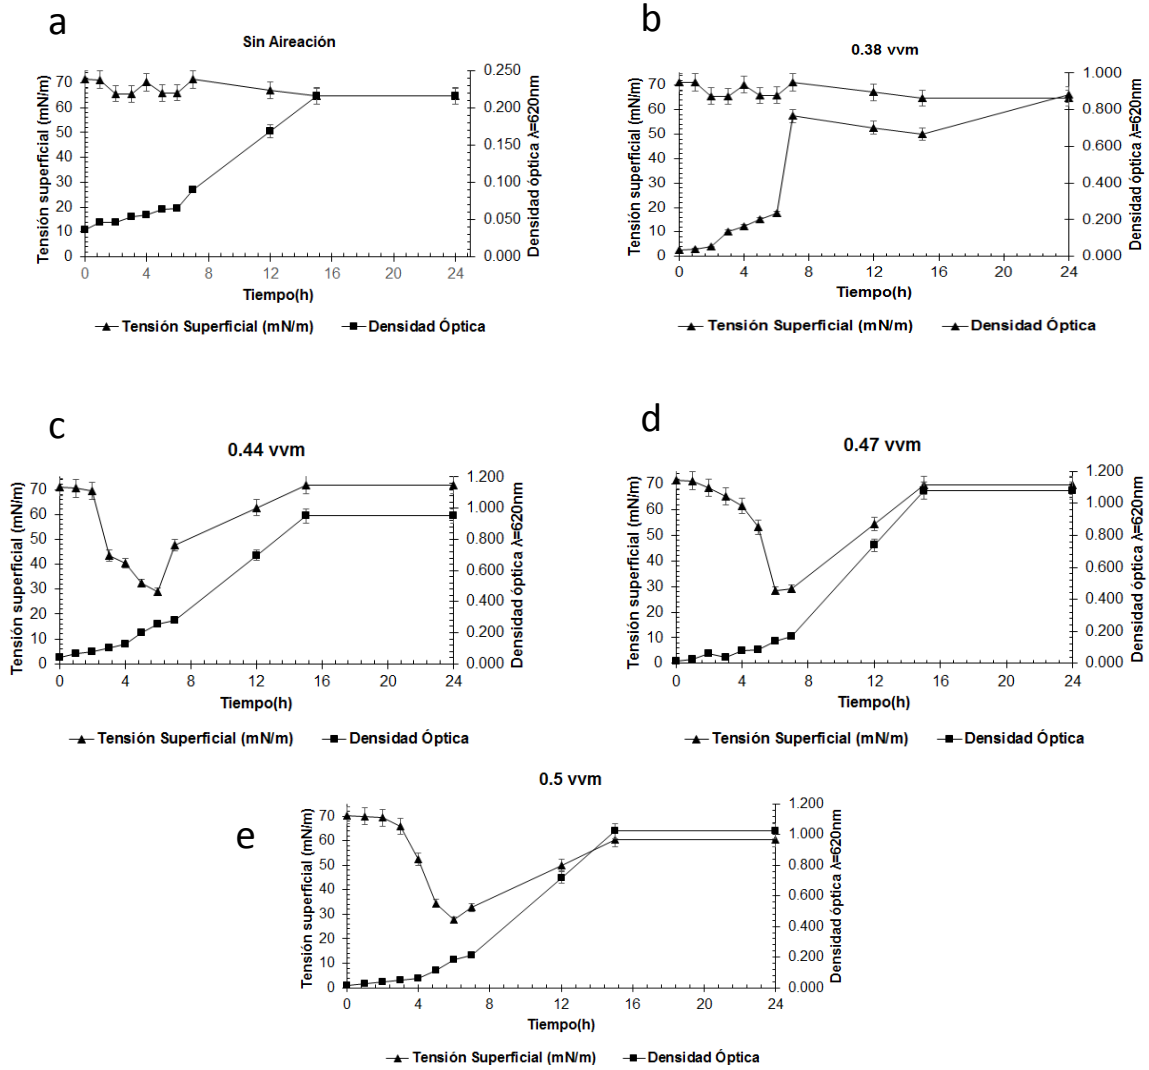 a
Sin Aireación
Tensión superficial (mN/m)
70
60
50
40
30
20
10
0
0.250
0.200
0.150
0.100
0.050
0.000
Densidad óptica λ=620nm
0 4 8 12 16 20 24
Tiempo(h)
Tensión Superficial (mN/m) Densidad Óptica
b
0.38 vvm
Tensión superficial (mN/m)
70
60
50
40
30
20
10
0
1.000
0.800
0.600
0.400
0.200
0.000
Densidad óptica λ=620nm
0 4 8 12 16 20 24
Tiempo(h)
Tensión Superficial (mN/m) Densidad Óptica
c
0.44 vvm
Tensión superficial (mN/m)
70
60
50
40
30
20
10
0
1.200
1.000
0.800
0.600
0.400
0.200
0.000
Densidad óptica λ=620nm
0 4 8 12 16 20 24
Tiempo(h)
Tensión Superficial (mN/m) Densidad Óptica
d
0.47 vvm
Tensión superficial (mN/m)
70
60
50
40
30
20
10
0
1.200
1.000
0.800
0.600
0.400
0.200
0.000
Densidad óptica λ=620nm
0 4 8 12 16 20 24
Tiempo(h)
Tensión Superficial (mN/m) Densidad Óptica
e
0.5 vvm
Tensión superficial (mN/m)
70
60
50
40
30
20
10
0
1.200
1.000
0.800
0.600
0.400
0.200
0.000
Densidad óptica λ=620nm
0 4 8 12 16 20 24
Tiempo(h)
Tensión Superficial (mN/m) Densidad Óptica